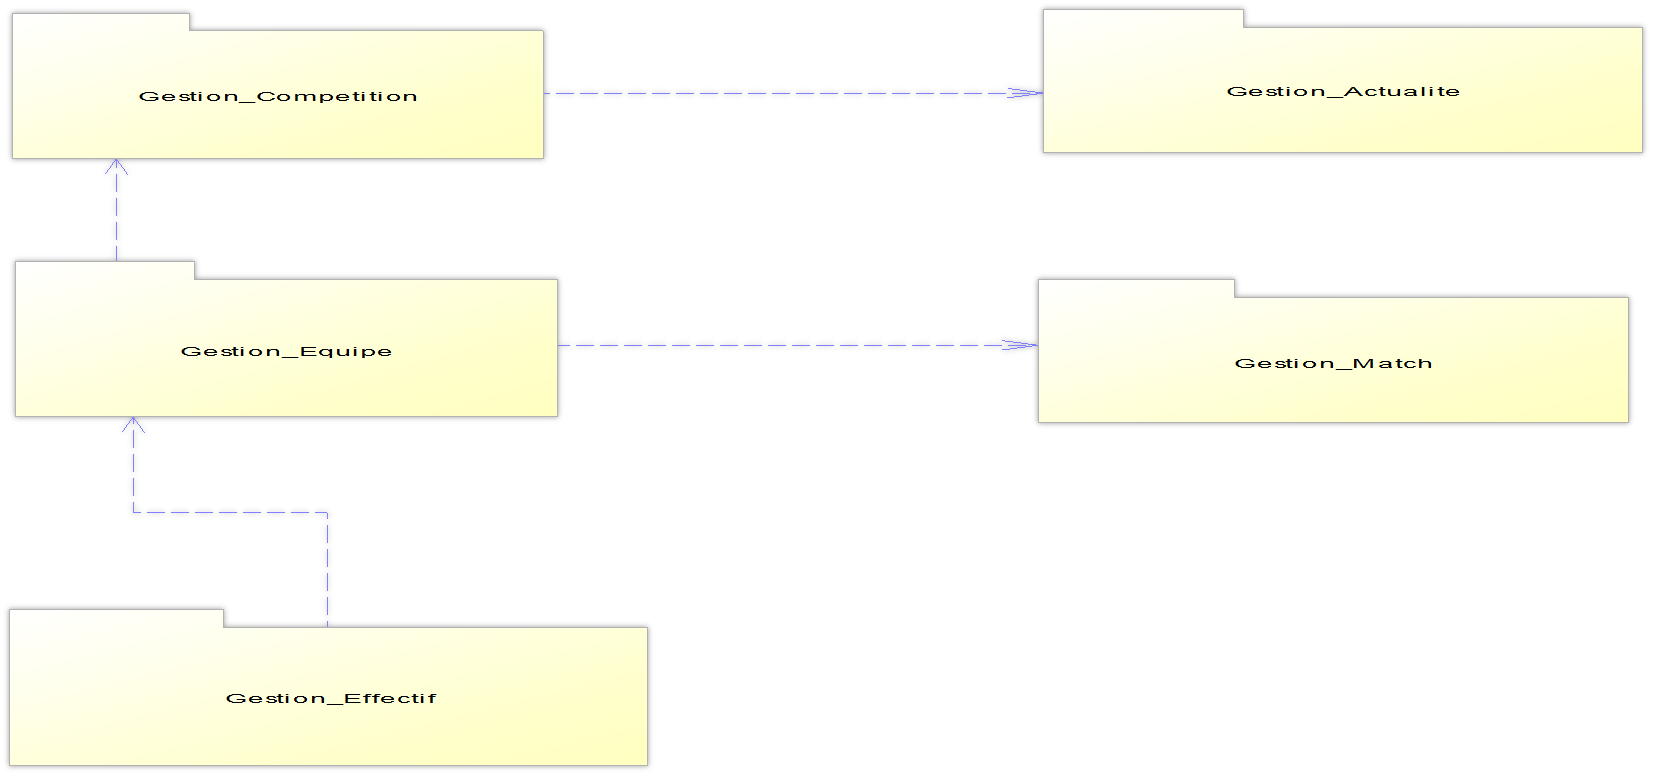 Gestion_Competition
Gestion_Actualite
Gestion_Equipe
Gestion_Match
Gestion_Effectif